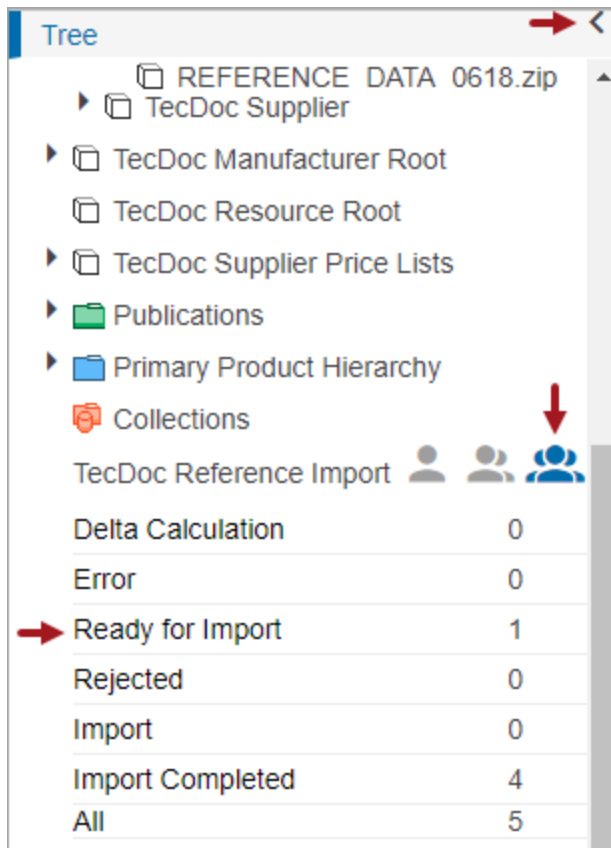 Tree
REFERENCE_DATA_0618.zip
TecDoc Supplier
TecDoc Manufacturer Root
TecDoc Resource Root
TecDoc Supplier Price Lists
Publications
Primary Product Hierarchy
Collections
TecDoc Reference Import
Delta Calculation 0
Error 0
Ready for Import 1
Rejected 0
Import 0
Import Completed 4
All 5